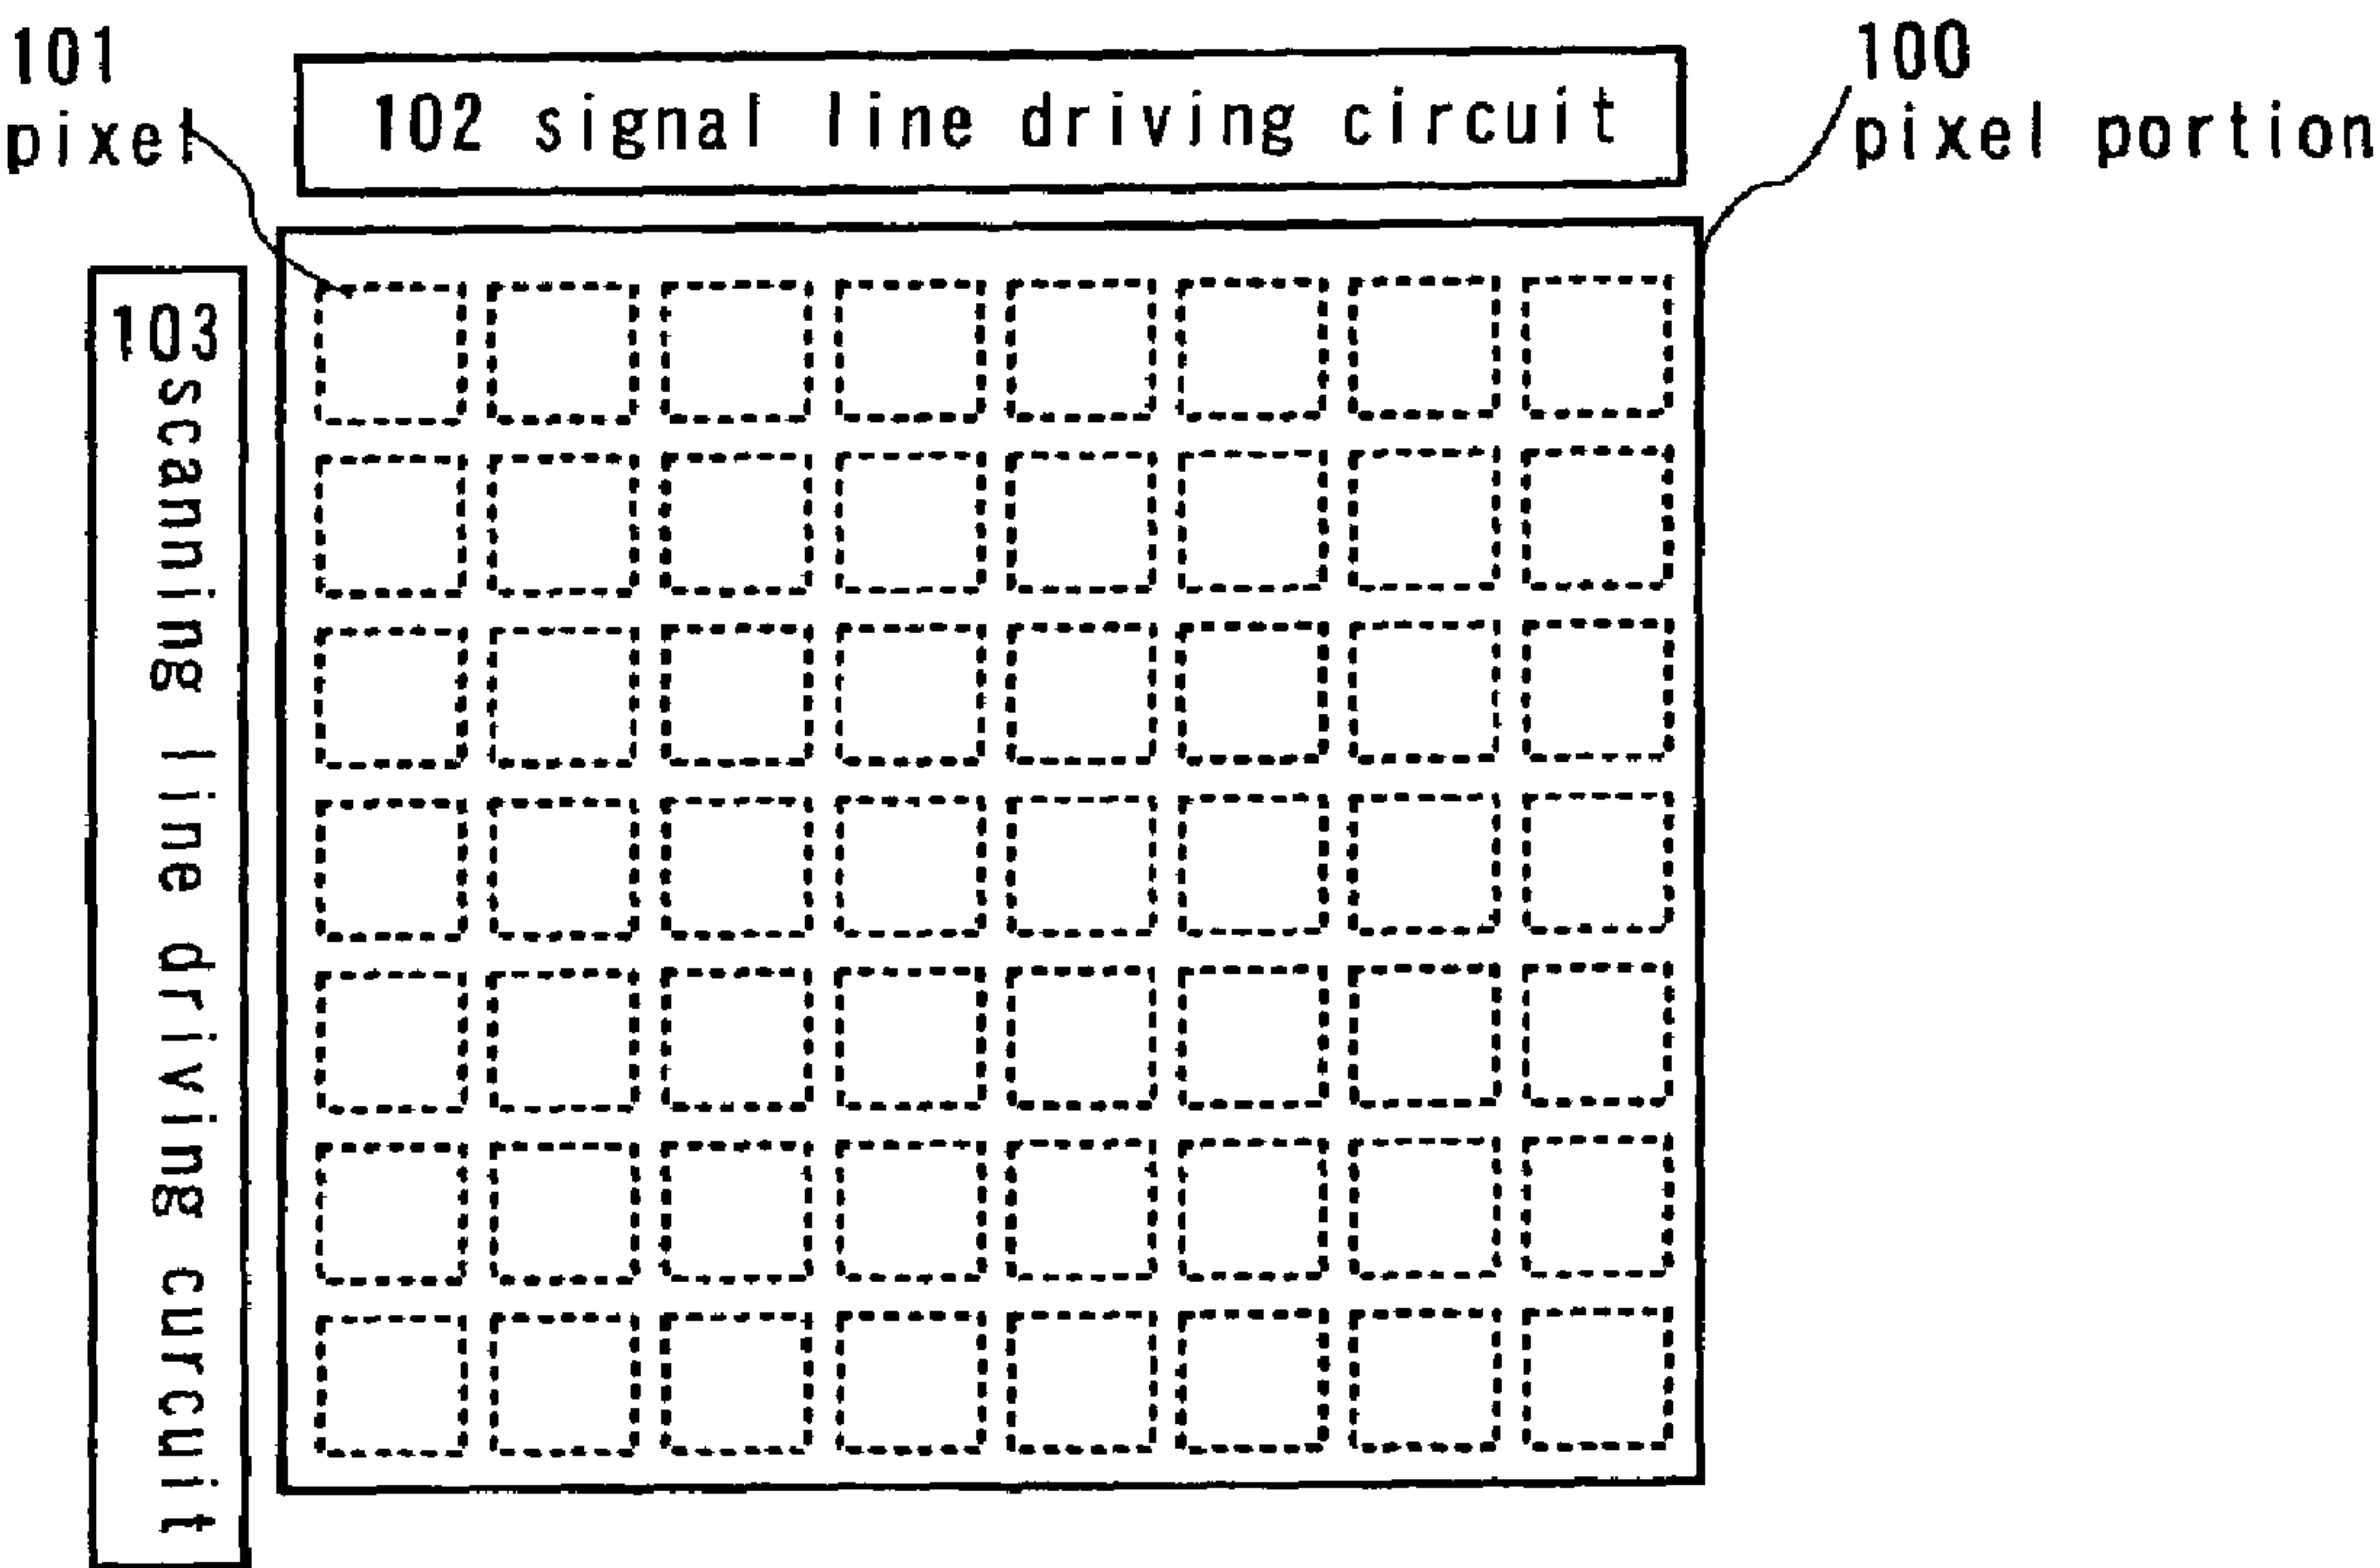 101
pixel
102 signal line driving circuit
100
pixel portion
103
scanning line driving curcuit